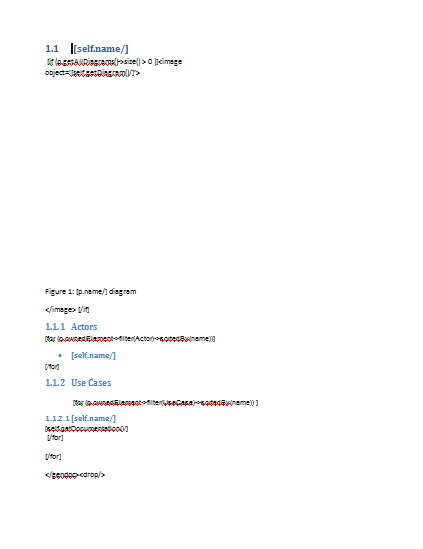 1.1 [self.name/]
[if (p.getAllDiagrams()->size() > 0 )]<image
object='[self.getDiagram()/]'>
Figure 1: [p.name/] diagram
</image> [/if]
1.1.1 Actors
[for (p.ownedElement->filter(Actor)->sortedBy(name))]
• [self.name/]
[/for]
1.1.2 Use Cases
[for (p.ownedElement->filter(UseCase)->sortedBy(name)) ]
1.1.2.1 [self.name/]
[self.getDocumentation()/]
[/for]
[/for]
</gendoc><drop/>